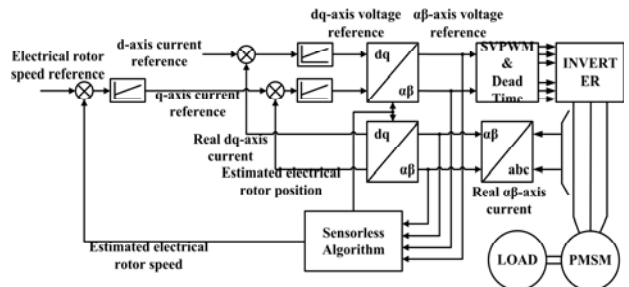 dq-axis voltage
reference
αβ-axis voltage
reference
d-axis current
reference
Electrical rotor
speed reference
q-axis current
reference
dq
αβ
SVPWM
&
Dead
Time
INVERT
ER
Real dq-axis
current
dq
αβ
αβ
abc
Estimated electrical
rotor position
Real αβ-axis
current
Sensorless
Algorithm
Estimated electrical
rotor speed
LOAD
PMSM